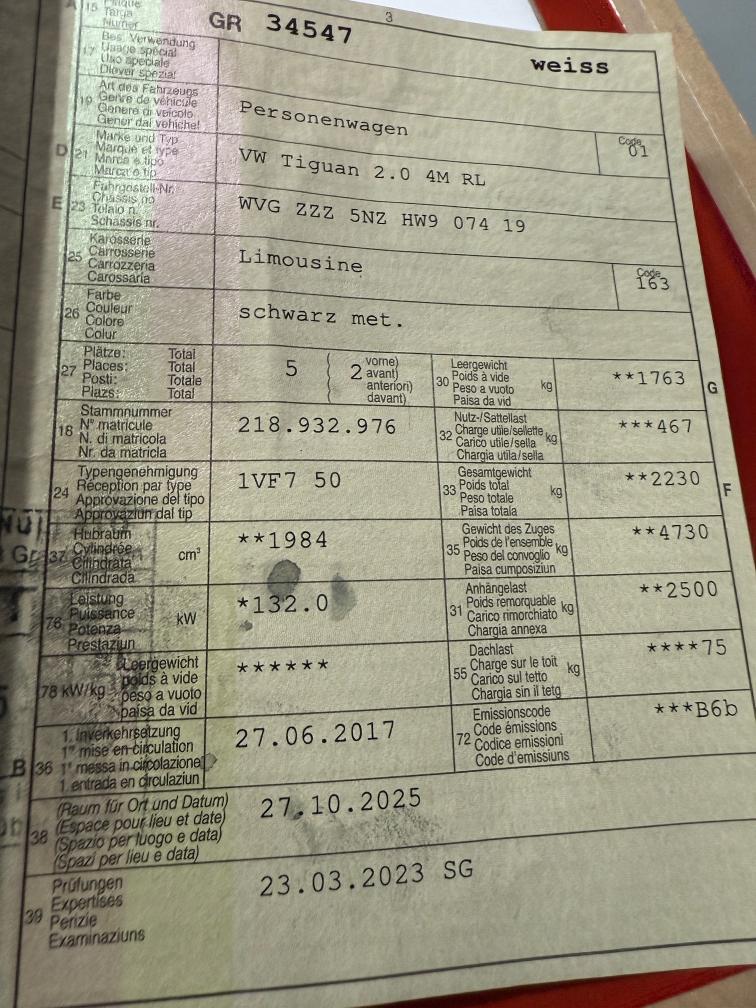 3
A 15 Plaque
Targa
Numer
GR 34547
weiss
17 Bes. Verwendung
Usage spécial
Uso speciale
Diever spezial
19 Art des Fahrzeugs
Genre de véhicule
Genere di veicolo
Gener dal vehichel
Personenwagen
Code
01
D 21 Marke und Typ
Marque et type
Marca e tipo
Marca e tip
VW Tiguan 2.0 4M RL
E 23 Fahrgestell-Nr.
Châssis no
Telaio n.
Schassis nr.
WVG ZZZ 5NZ HW9 074 19
25 Karosserie
Carrosserie
Carrozzeria
Carossaria
Limousine
Code
163
26 Farbe
Couleur
Colore
Colur
schwarz met.
27 Plätze: Total
Places: Total
Posti: Totale
Plazs: Total
5 ( 2 vorne)
( avant)
( anteriori)
( davant)
30 Leergewicht
Poids à vide
Peso a vuoto
Paisa da vid
kg
**1763
G
18 Stammnummer
N° matricule
N. di matricola
Nr. da matricla
218.932.976
32 Nutz-/Sattellast
Charge utile/sellette
Carico utile/sella kg
Chargia utila/sella
***467
24 Typengenehmigung
Réception par type
Approvazione del tipo
Approvaziun dal tip
1VF7 50
33 Gesamtgewicht
Poids total
Peso totale
Paisa totala
kg
**2230
F
37 Hubraum
Cylindrée
Cilindrata
Cilindrada
cm³
**1984
35 Gewicht des Zuges
Poids de l'ensemble
Peso del convoglio kg
Paisa cumposiziun
**4730
76 Leistung
Puissance
Potenza
Prestaziun
kW
*132.0
31 Anhängelast
Poids remorquable
Carico rimorchiato kg
Chargia annexa
**2500
78 kW/kg Leergewicht
poids à vide
peso a vuoto
paisa da vid
******
55 Dachlast
Charge sur le toit
Carico sul tetto kg
Chargia sin il tetg
****75
B 36 1. Inverkehrsetzung
1re mise en circulation
1a messa in circolazione
1. entrada en circulaziun
27.06.2017
72 Emissionscode
Code émissions
Codice emissioni
Code d'emissiuns
***B6b
38 (Raum für Ort und Datum)
(Espace pour lieu et date)
(Spazio per luogo e data)
(Spazi per lieu e data)
27.10.2025
39 Prüfungen
Expertises
Perizie
Examinaziuns
23.03.2023 SG